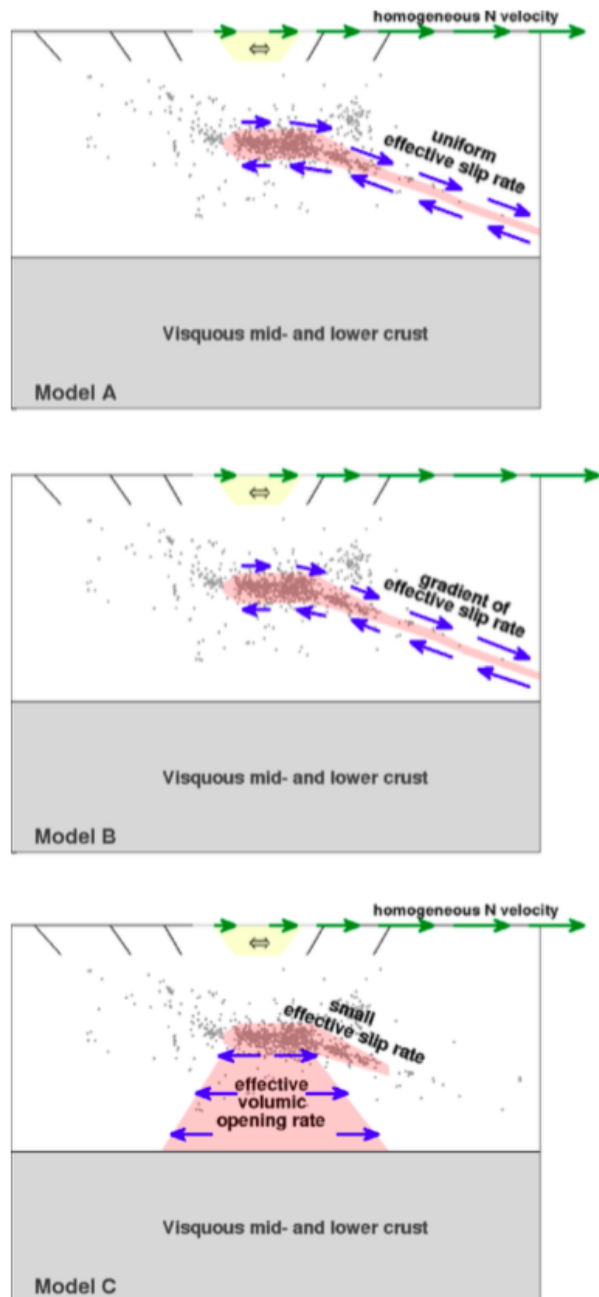 homogeneous N velocity
uniform
effective slip rate
Visquous mid- and lower crust
Model A
gradient of
effective slip rate
Visquous mid- and lower crust
Model B
homogeneous N velocity
small
effective slip rate
effective
volumic
opening rate
Visquous mid- and lower crust
Model C